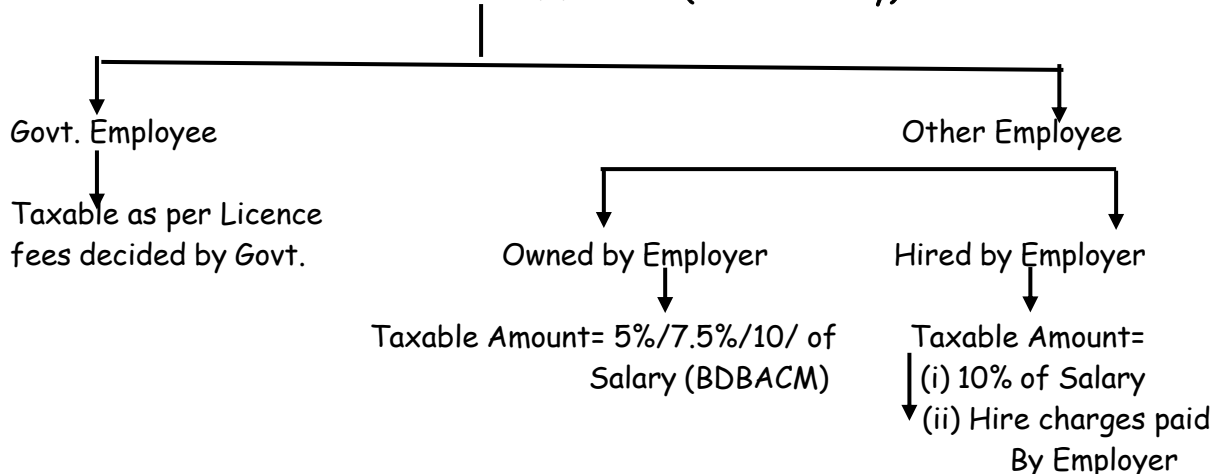 Govt. Employee
Other Employee
Taxable as per Licence
fees decided by Govt.
Owned by Employer
Hired by Employer
Taxable Amount= 5%/7.5%/10/ of
Salary (BDBACM)
Taxable Amount=
(i) 10% of Salary
(ii) Hire charges paid
By Employer